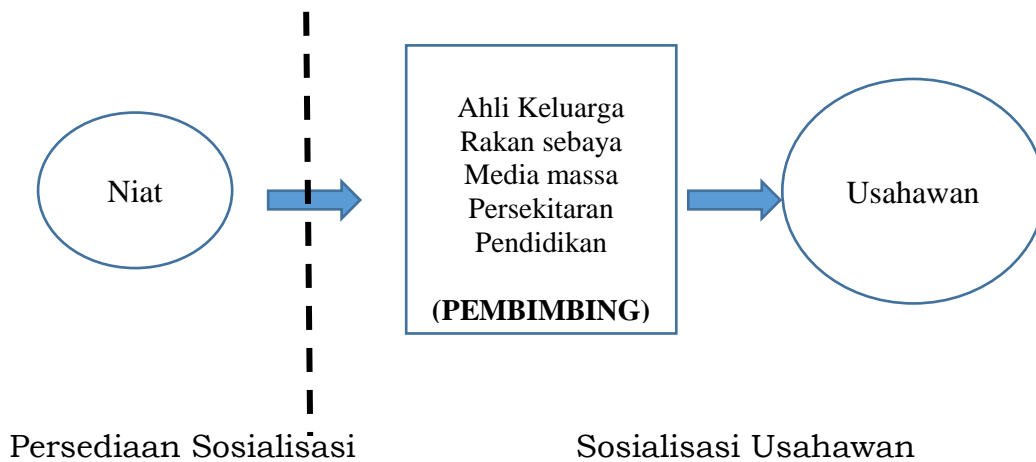 Niat
Ahli Keluarga
Rakan sebaya
Media massa
Persekitaran
Pendidikan
(PEMBIMBING)
Usahawan
Persediaan Sosialisasi
Sosialisasi Usahawan